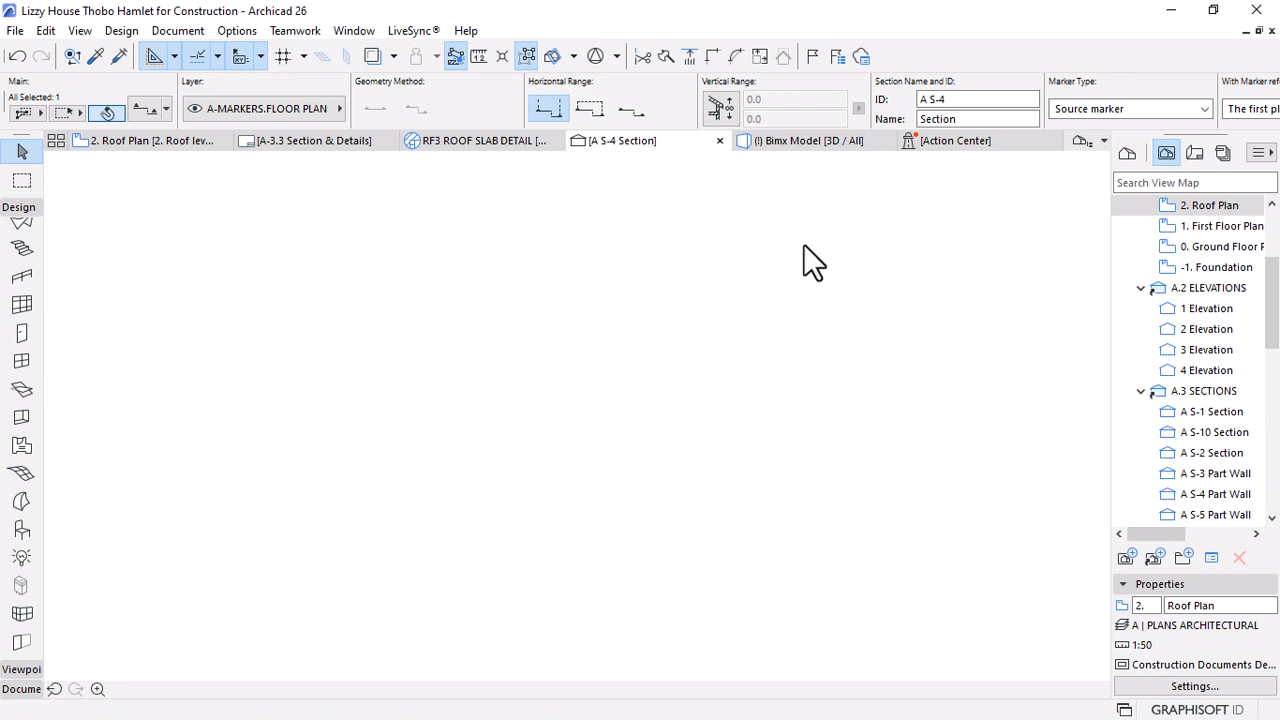 Lizzy House Thobo Hamlet for Construction - Archicad 26
File Edit View Design Document Options Teamwork Window LiveSync® Help
Main:
All Selected: 1
Layer:
A-MARKERS.FLOOR PLAN
Geometry Method:
Horizontal Range:
Vertical Range:
0.0
0.0
Section Name and ID:
ID: A S-4
Name: Section
Marker Type:
Source marker
With Marker refe
The first pl
2. Roof Plan [2. Roof lev...
[A-3.3 Section & Details]
RF3 ROOF SLAB DETAIL [...
[A S-4 Section]
(!) Bimx Model [3D / All]
[Action Center]
Design
Viewpoi
Docume
Search View Map
2. Roof Plan
1. First Floor Plan
0. Ground Floor P
-1. Foundation
A.2 ELEVATIONS
1 Elevation
2 Elevation
3 Elevation
4 Elevation
A.3 SECTIONS
A S-1 Section
A S-10 Section
A S-2 Section
A S-3 Part Wall
A S-4 Part Wall
A S-5 Part Wall
Properties
2. Roof Plan
A | PLANS ARCHITECTURAL
1:50
Construction Documents De...
Settings...
GRAPHISOFT ID